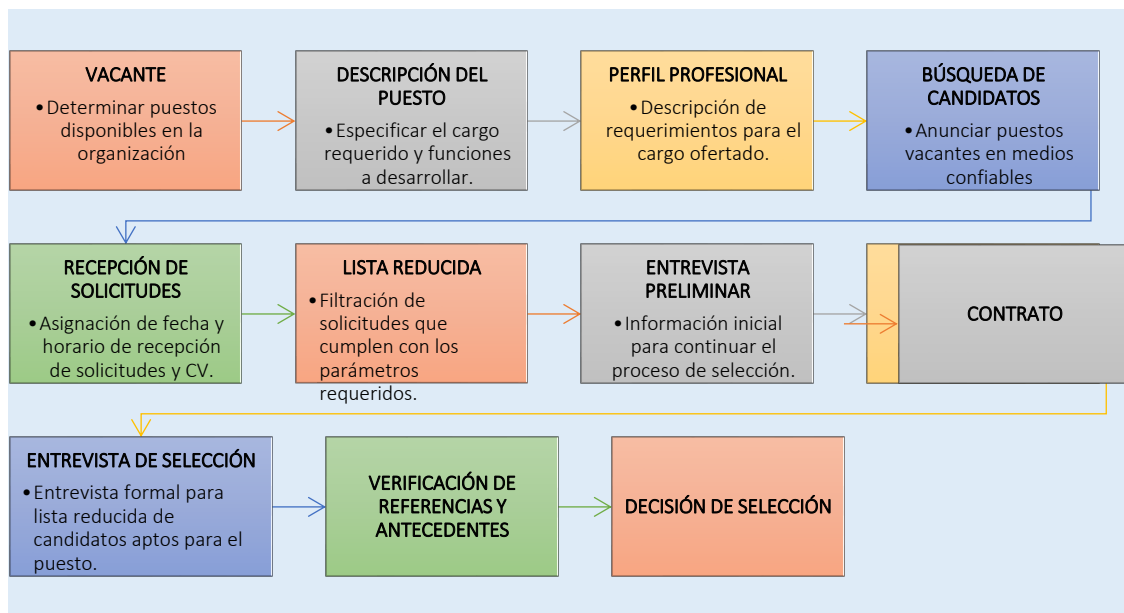 VACANTE
•Determinar puestos
disponibles en la
organización
DESCRIPCIÓN DEL
PUESTO
•Especificar el cargo
requerido y funciones
a desarrollar.
PERFIL PROFESIONAL
•Descripción de
requerimientos para el
cargo ofertado.
BÚSQUEDA DE
CANDIDATOS
•Anunciar puestos
vacantes en medios
confiables
RECEPCIÓN DE
SOLICITUDES
•Asignación de fecha y
horario de recepción
de solicitudes y CV.
LISTA REDUCIDA
•Filtración de
solicitudes que
cumplen con los
parámetros
requeridos.
ENTREVISTA
PRELIMINAR
•Información inicial
para continuar el
proceso de selección.
CONTRATO
ENTREVISTA DE SELECCIÓN
•Entrevista formal para
lista reducida de
candidatos aptos para el
puesto.
VERIFICACIÓN DE
REFERENCIAS Y
ANTECEDENTES
DECISIÓN DE SELECCIÓN